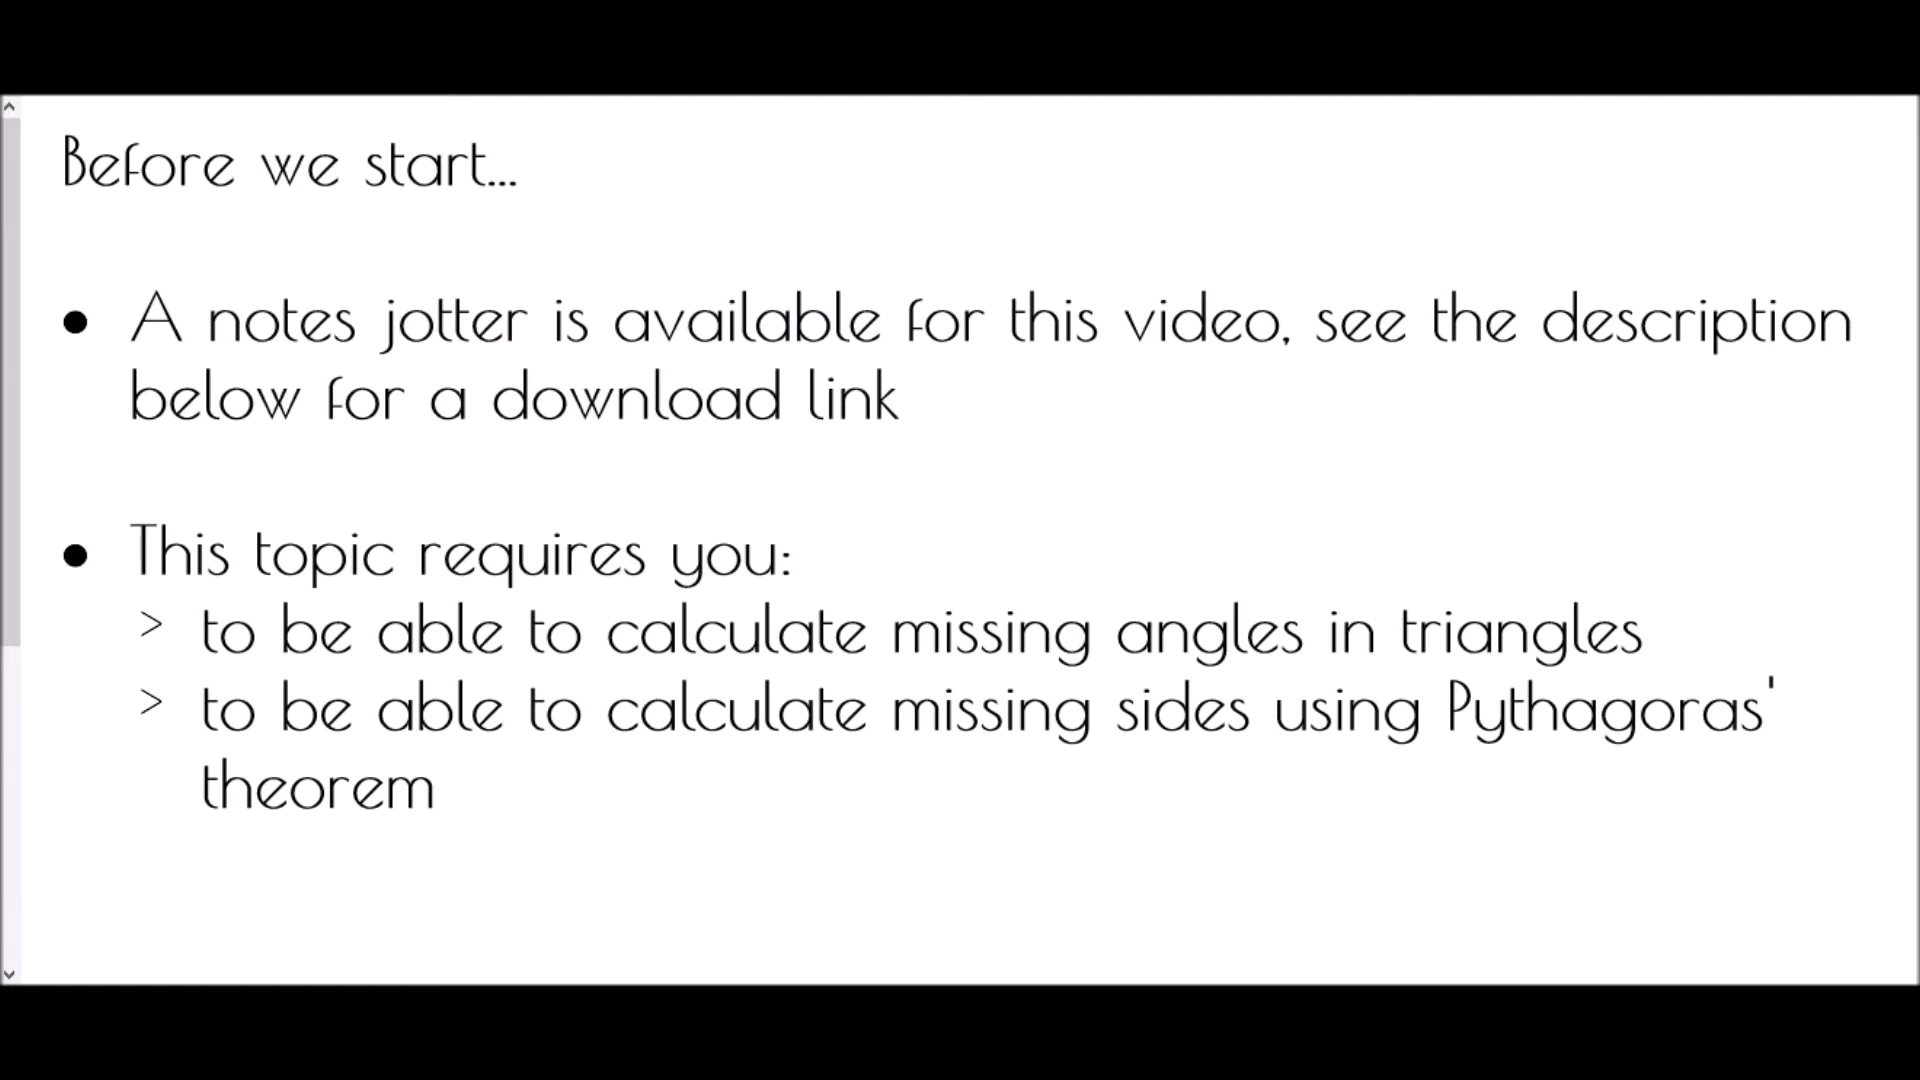 Before we start...
• A notes jotter is available for this video, see the description
below for a download link
• This topic requires you:
> to be able to calculate missing angles in triangles
> to be able to calculate missing sides using Pythagoras'
theorem